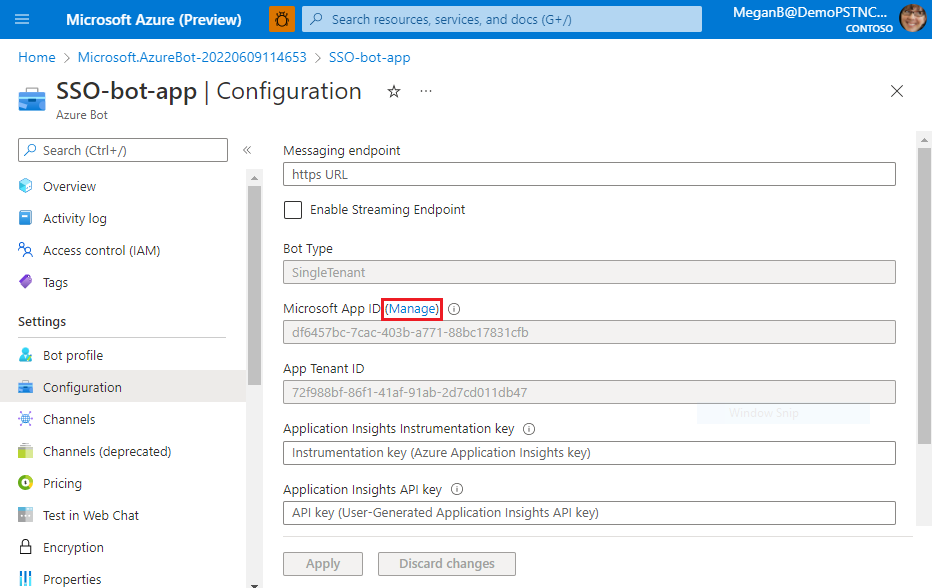 Microsoft Azure (Preview)
Search resources, services, and docs (G+/)
MeganB@DemoPSTNC...
CONTOSO
Home > Microsoft.AzureBot-20220609114653 > SSO-bot-app
SSO-bot-app | Configuration
Azure Bot
Search (Ctrl+/)
Overview
Activity log
Access control (IAM)
Tags
Settings
Bot profile
Configuration
Channels
Channels (deprecated)
Pricing
Test in Web Chat
Encryption
Properties
Messaging endpoint
https URL
Enable Streaming Endpoint
Bot Type
SingleTenant
Microsoft App ID (Manage)
df6457bc-7cac-403b-a771-88bc17831cfb
App Tenant ID
72f988bf-86f1-41af-91ab-2d7cd011db47
Window Snip
Application Insights Instrumentation key
Instrumentation key (Azure Application Insights key)
Application Insights API key
API key (User-Generated Application Insights API key)
Apply
Discard changes